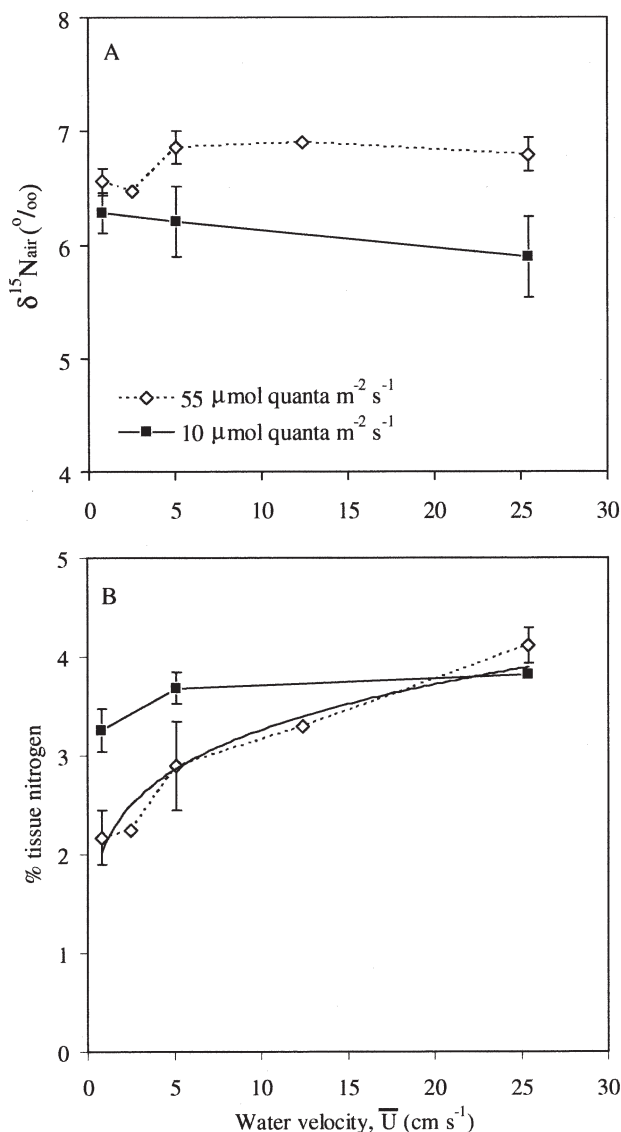 8
A
7
6
5
4
δ¹⁵Nair (⁰/₀₀)
55 μmol quanta m⁻² s⁻¹
10 μmol quanta m⁻² s⁻¹
0 5 10 15 20 25 30
5
B
4
3
2
1
0
% tissue nitrogen
0 5 10 15 20 25 30
Water velocity, U̅ (cm s⁻¹)